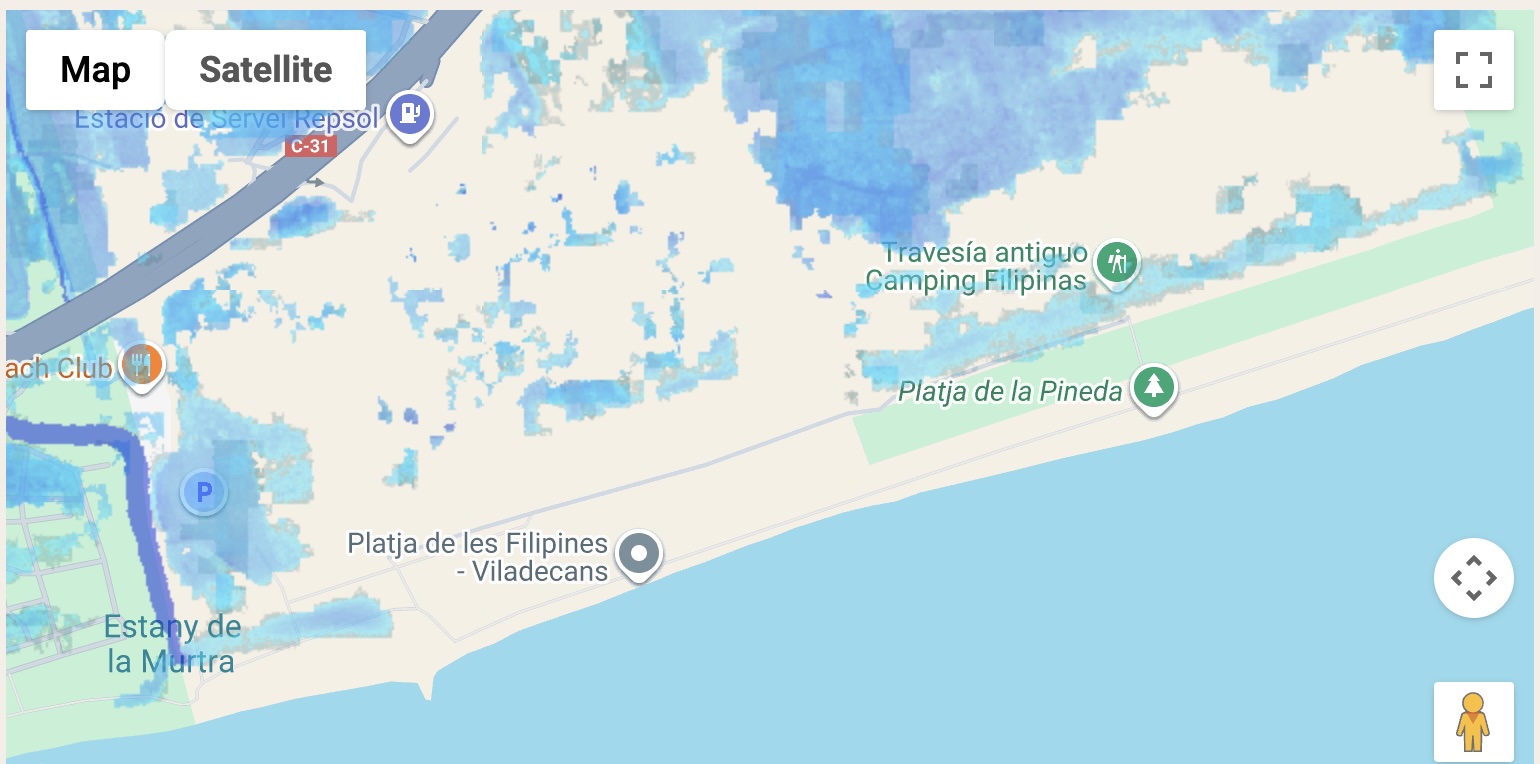 Map
Satellite
Estació de Servei Repsol
C-31
Travesía antiguo
Camping Filipinas
ach Club
Platja de la Pineda
P
Platja de les Filipines
- Viladecans
Estany de
la Murtra